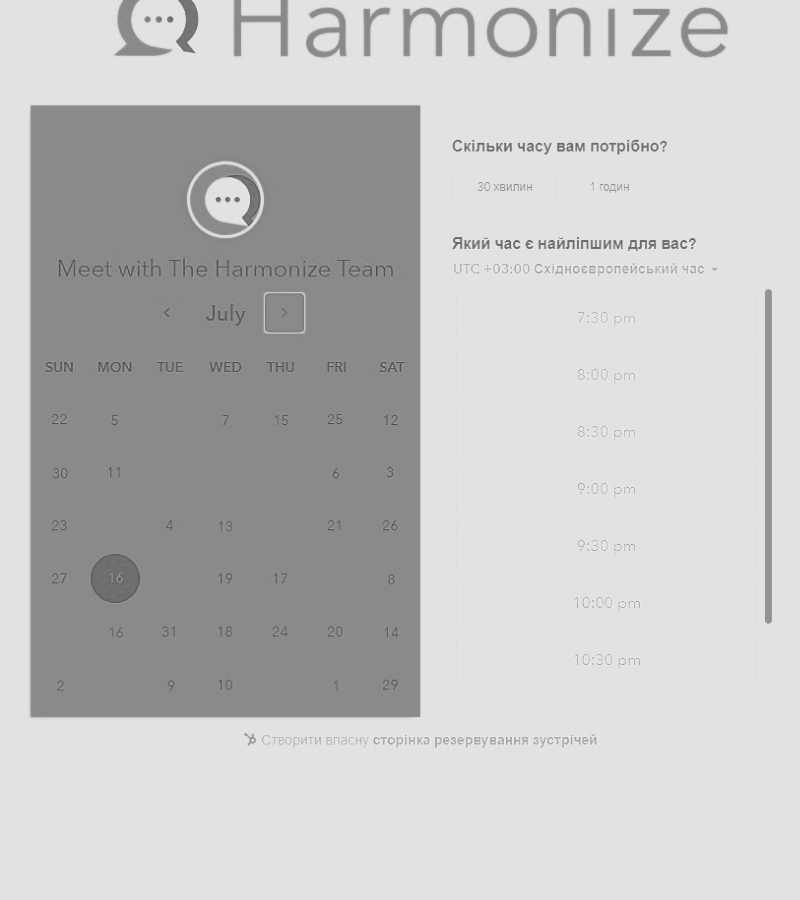 Harmonize
Meet with The Harmonize Team
July
SUN MON TUE WED THU FRI SAT
22 5 7 15 25 12
30 11 6 3
23 4 13 21 26
27 16 19 17 8
16 31 18 24 20 14
2 9 10 1 29
Скільки часу вам потрібно?
30 хвилин 1 годин
Який час є найліпшим для вас?
UTC +03:00 Східноєвропейський час
7:30 pm
8:00 pm
8:30 pm
9:00 pm
9:30 pm
10:00 pm
10:30 pm
Створити власну сторінка резервування зустрічей